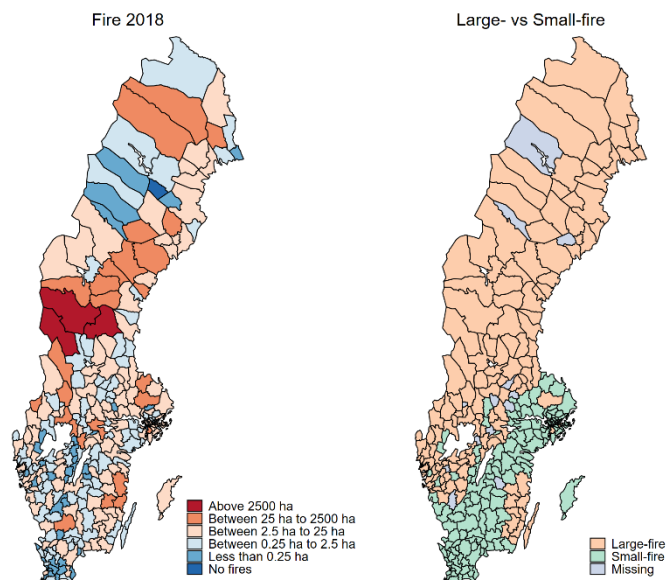 Fire 2018
Large- vs Small-fire
Above 2500 ha
Between 25 ha to 2500 ha
Between 2.5 ha to 25 ha
Between 0.25 ha to 2.5 ha
Less than 0.25 ha
No fires
Large-fire
Small-fire
Missing